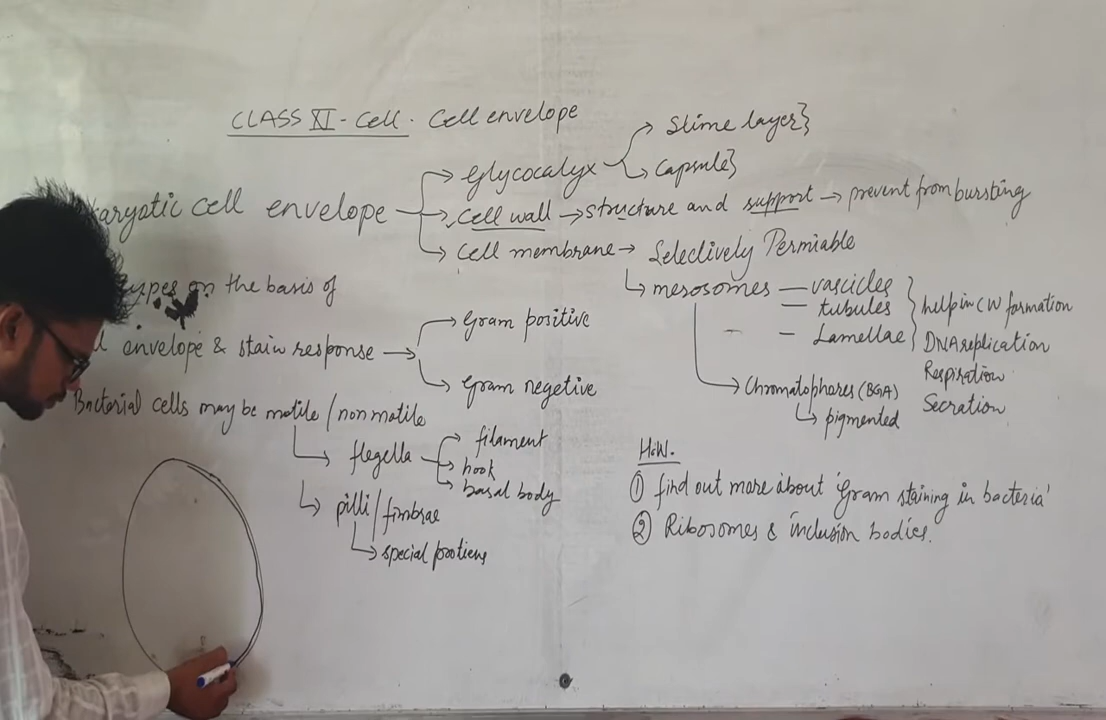 CLASS XI - Cell. Cell envelope
karyotic cell envelope → Glycocalyx → Slime layer}
→ Capsule}
→ Cell wall → structure and support → prevent from bursting
→ Cell membrane → Selectively Permiable
↳ mesosomes — vascicles
— tubules
— Lamellae
} help in CW formation
DNA replication
Respiration
Secration
→ Chromatophores (BGA)
↳ pigmented
types on the basis of
envelope & stain response → Gram positive
→ Gram negetive
Bacterial cells may be motile / non motile
↳ flegella → filament
→ hook
→ basal body
↳ pilli / fimbrae
↳ special protiens
H.W.
① find out more about 'Gram staining in bacteria'
② Ribosomes & inclusion bodies.